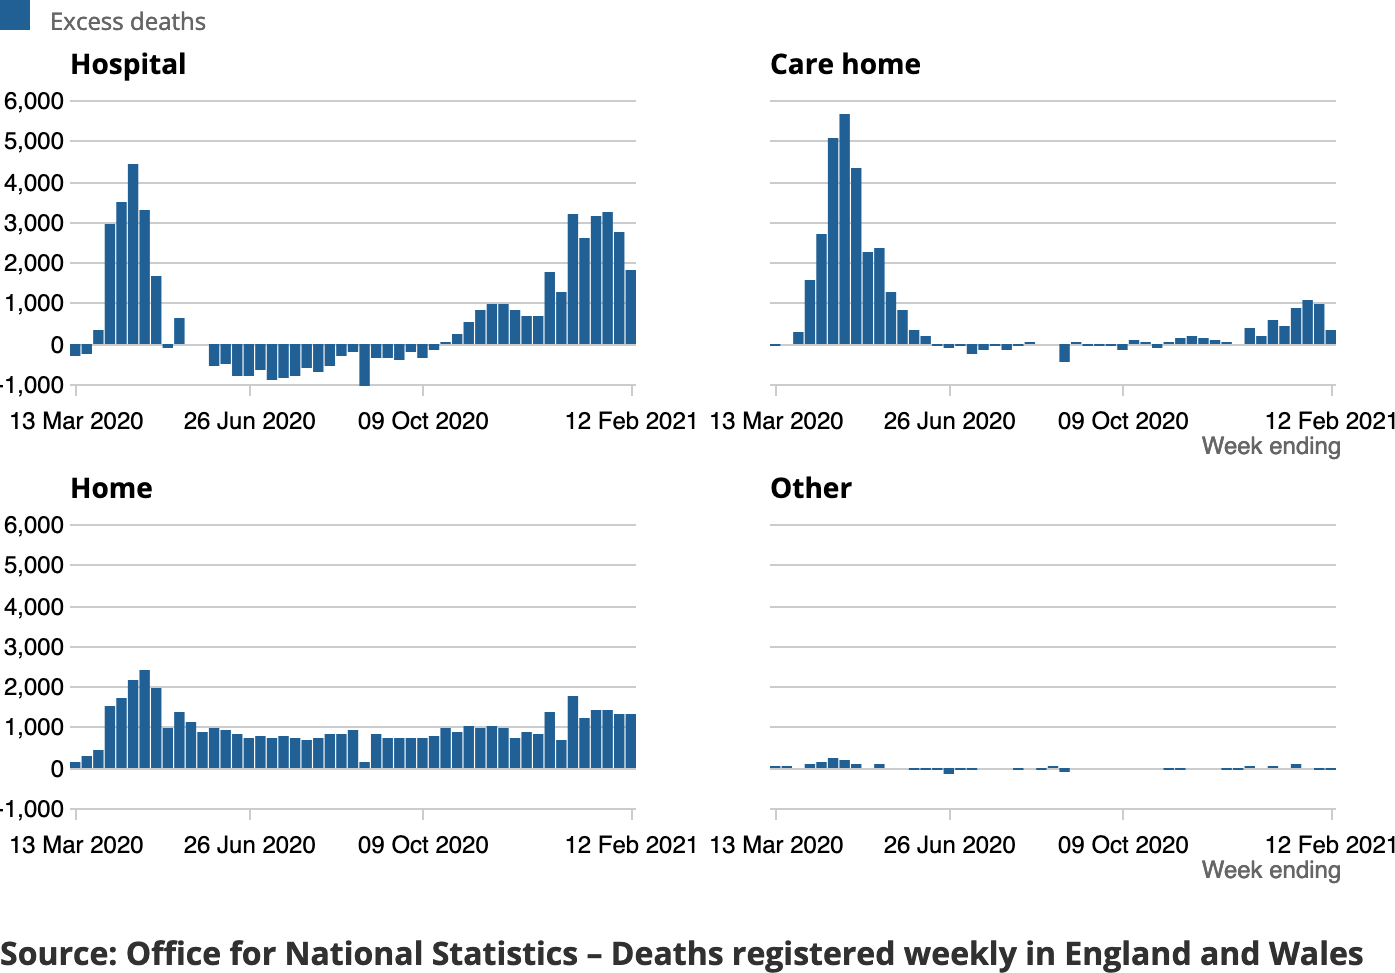 Excess deaths
Hospital
6,000
5,000
4,000
3,000
2,000
1,000
0
-1,000
13 Mar 2020 26 Jun 2020 09 Oct 2020 12 Feb 2021
Care home
13 Mar 2020 26 Jun 2020 09 Oct 2020 12 Feb 2021
Week ending
Home
6,000
5,000
4,000
3,000
2,000
1,000
0
-1,000
13 Mar 2020 26 Jun 2020 09 Oct 2020 12 Feb 2021
Other
13 Mar 2020 26 Jun 2020 09 Oct 2020 12 Feb 2021
Week ending
Source: Office for National Statistics – Deaths registered weekly in England and Wales